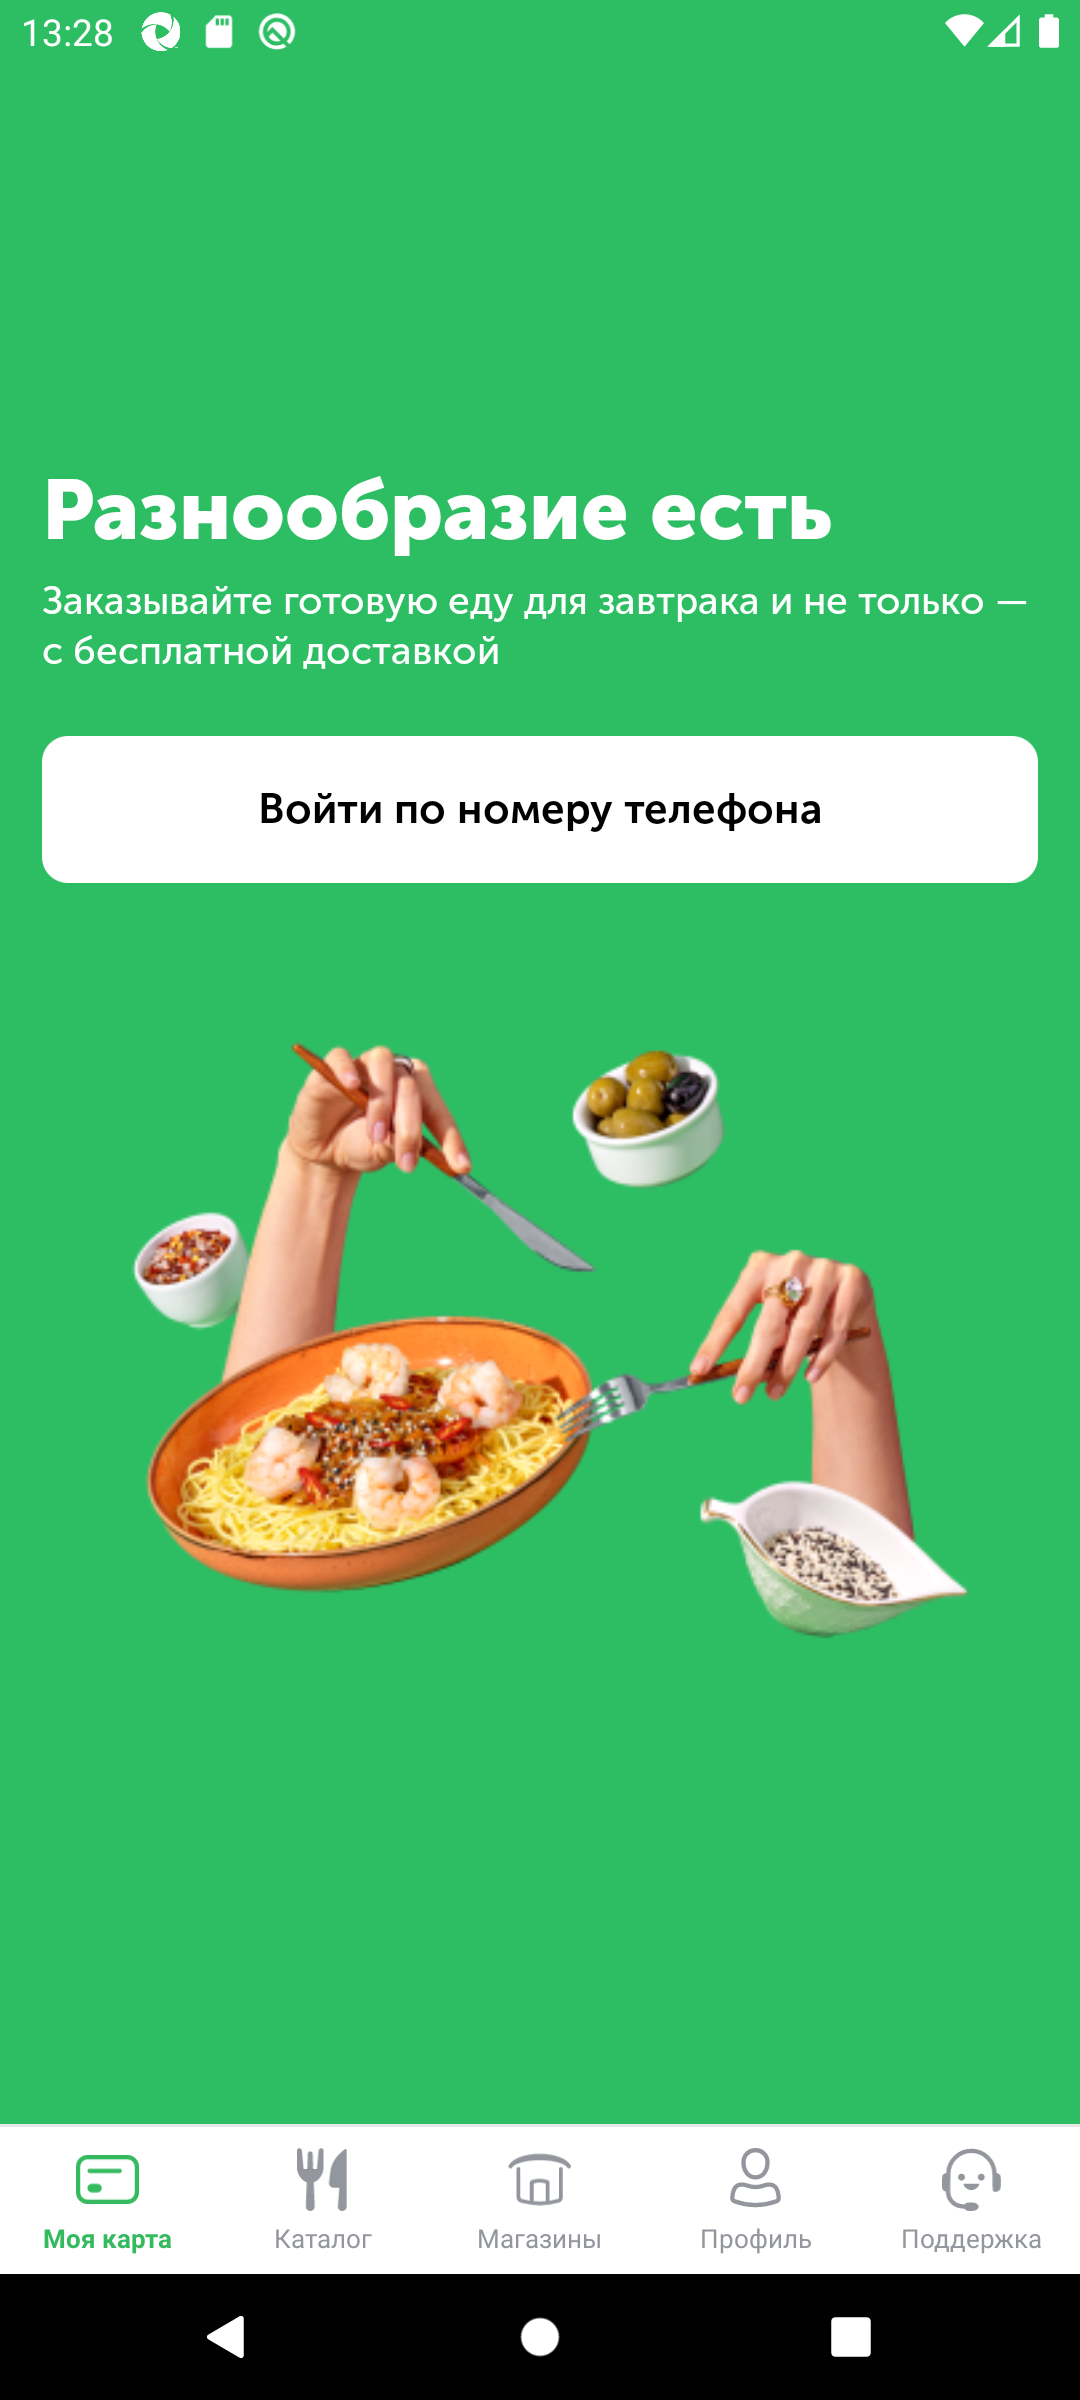 13:28
Разнообразие есть
Заказывайте готовую еду для завтрака и не только —
с бесплатной доставкой
Войти по номеру телефона
Моя карта
Каталог
Магазины
Профиль
Поддержка